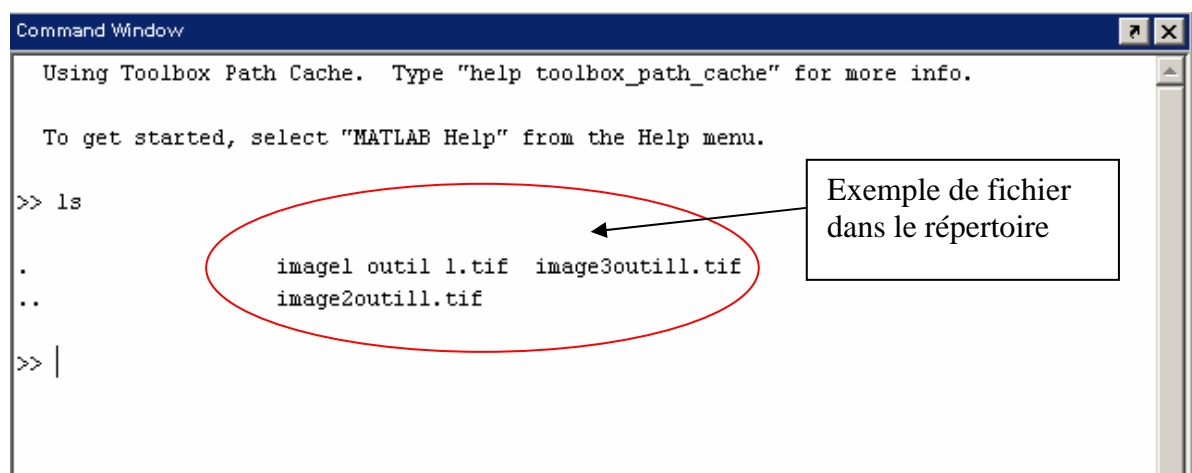 Command Window
Using Toolbox Path Cache.  Type "help toolbox_path_cache" for more info.
To get started, select "MATLAB Help" from the Help menu.
>> ls
Exemple de fichier
dans le répertoire
.                  image1 outil 1.tif  image3outil1.tif
..                 image2outil1.tif
>>